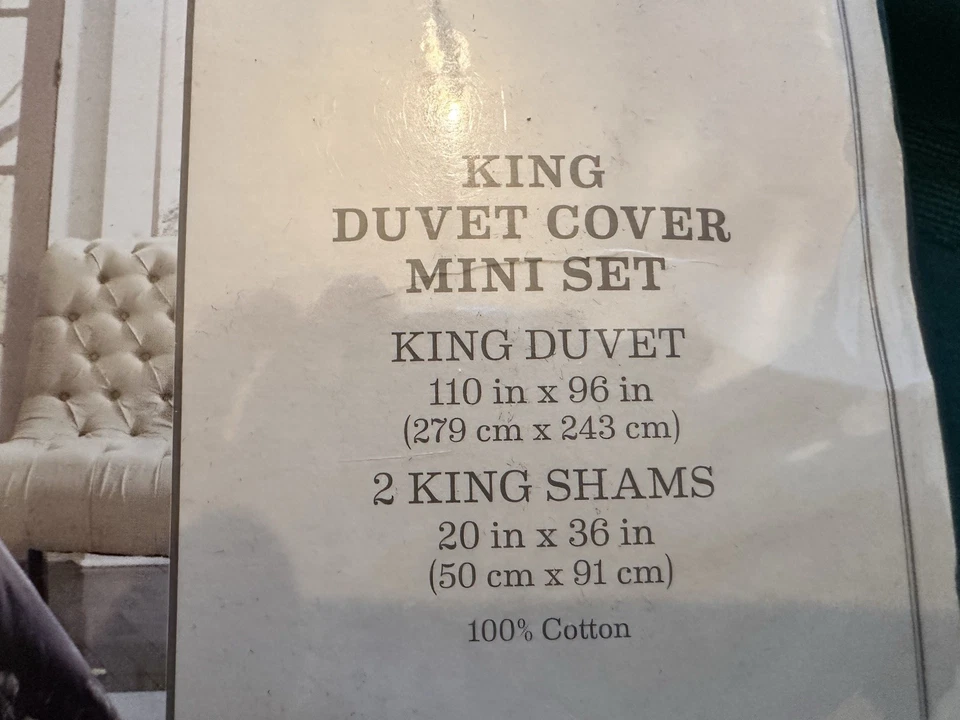 KING
DUVET COVER
MINI SET
KING DUVET
110 in x 96 in
(279 cm x 243 cm)
2 KING SHAMS
20 in x 36 in
(50 cm x 91 cm)
100% Cotton